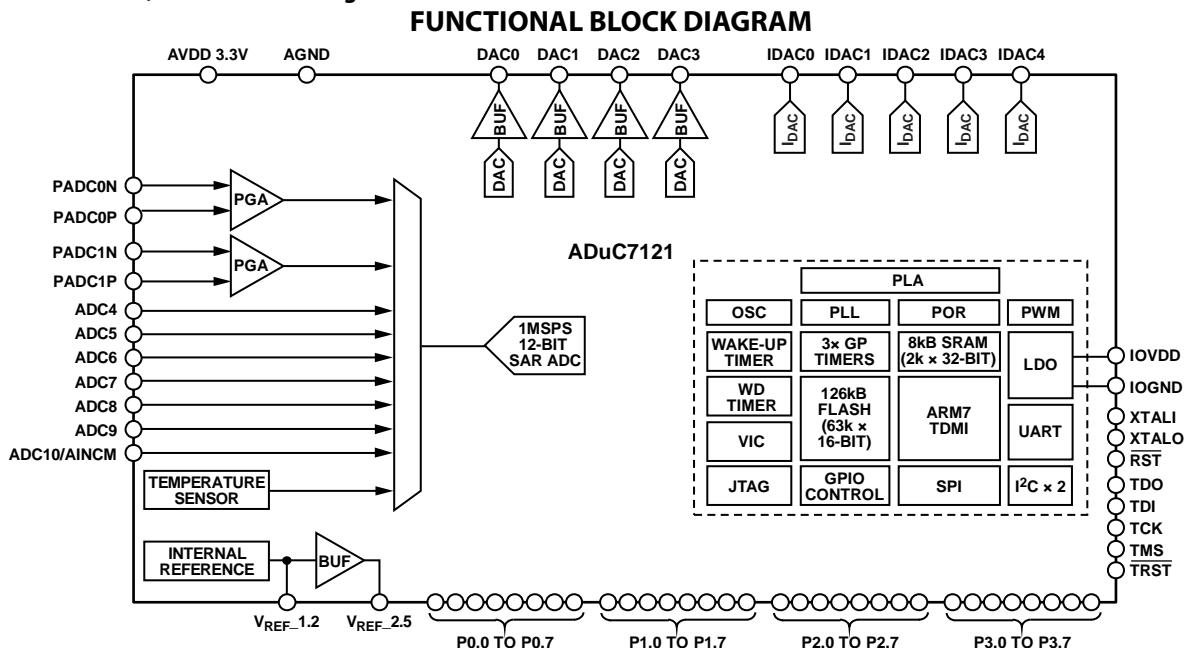 FUNCTIONAL BLOCK DIAGRAM
AVDD 3.3V
AGND
DAC0
DAC1
DAC2
DAC3
IDAC0
IDAC1
IDAC2
IDAC3
IDAC4
BUF
BUF
BUF
BUF
DAC
DAC
DAC
DAC
IDAC
IDAC
IDAC
IDAC
IDAC
PADC0N
PADC0P
PGA
PADC1N
PADC1P
PGA
ADC4
ADC5
ADC6
ADC7
ADC8
ADC9
ADC10/AINCM
TEMPERATURE
SENSOR
1MSPS
12-BIT
SAR ADC
INTERNAL
REFERENCE
BUF
VREF_1.2
VREF_2.5
ADuC7121
PLA
OSC
PLL
POR
PWM
WAKE-UP
TIMER
3× GP
TIMERS
8kB SRAM
(2k × 32-BIT)
LDO
WD
TIMER
126kB
FLASH
(63k ×
16-BIT)
ARM7
TDMI
UART
VIC
JTAG
GPIO
CONTROL
SPI
I2C × 2
IOVDD
IOGND
XTALI
XTALO
RST
TDO
TDI
TCK
TMS
TRST
P0.0 TO P0.7
P1.0 TO P1.7
P2.0 TO P2.7
P3.0 TO P3.7